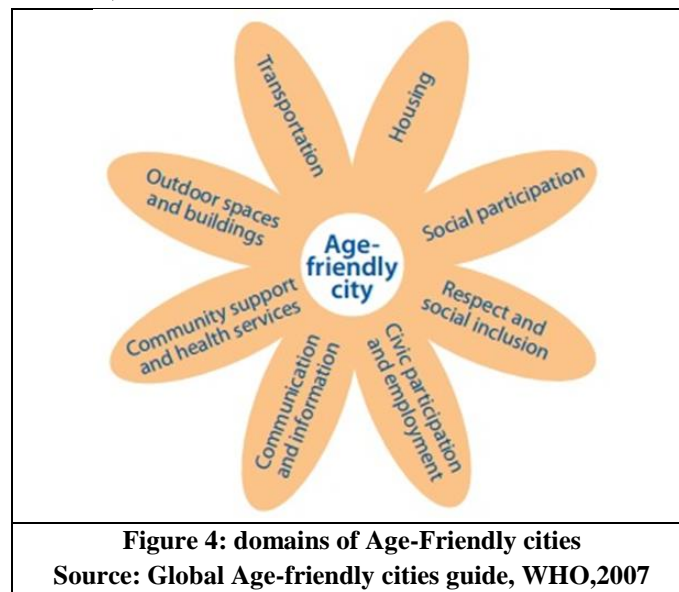 Transportation
Housing
Social participation
Respect and
social inclusion
Civic participation
and employment
Communication
and information
Community support
and health services
Outdoor spaces
and buildings
Age-
friendly
city
Figure 4: domains of Age-Friendly cities
Source: Global Age-friendly cities guide, WHO,2007